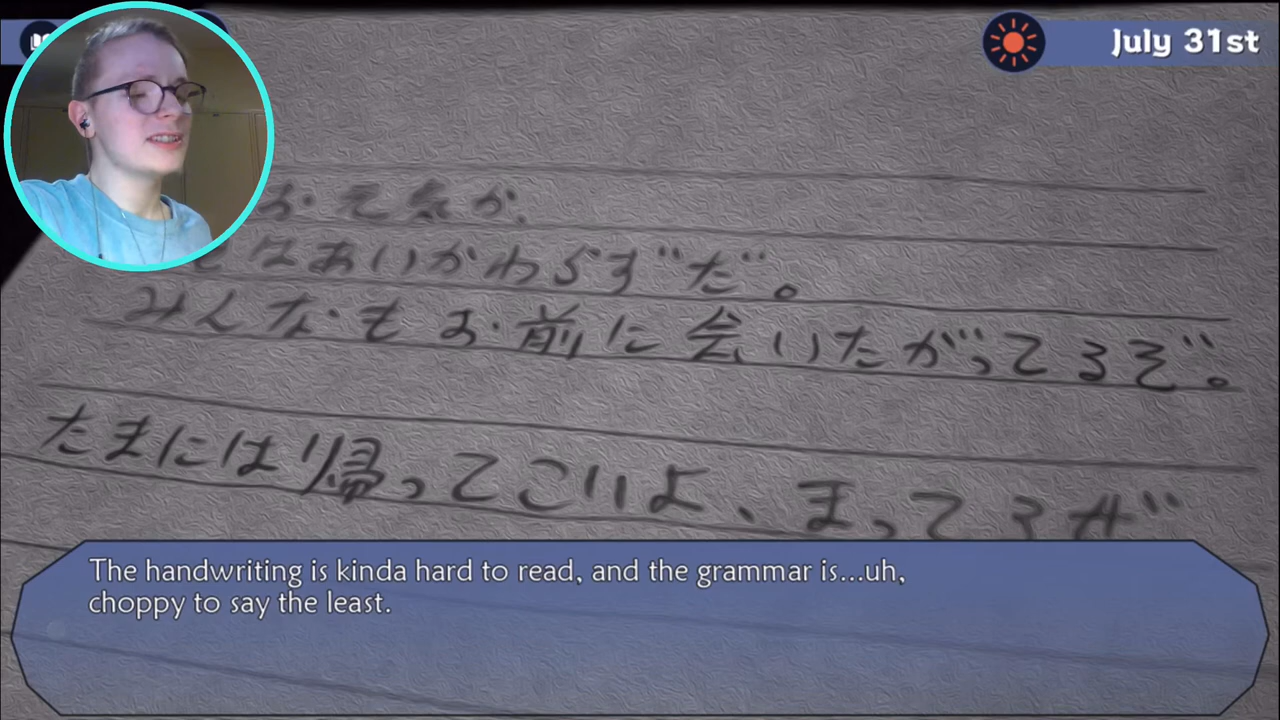 July 31st
お元気か、
はあいかわらずだ。
みんなもお前に会いたがってるぞ。
たまには帰ってこいよ、まってるぜ
The handwriting is kinda hard to read, and the grammar is...uh,
choppy to say the least.